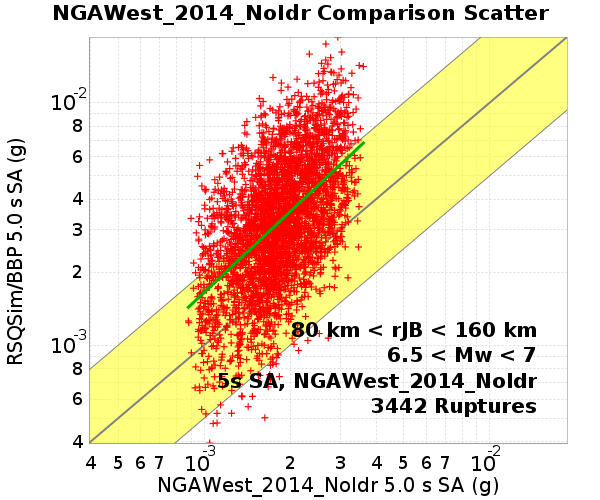 NGAWest_2014_NoIdr Comparison Scatter
RSQSim/BBP 5.0 s SA (g)
10-2
8
6
4
3
2
10-3
8
6
4
80 km < rJB < 160 km
6.5 < Mw < 7
5s SA, NGAWest_2014_NoIdr
3442 Ruptures
4 5 6 7 10-3 2 3 4 5 6 7 10-2
NGAWest_2014_NoIdr 5.0 s SA (g)